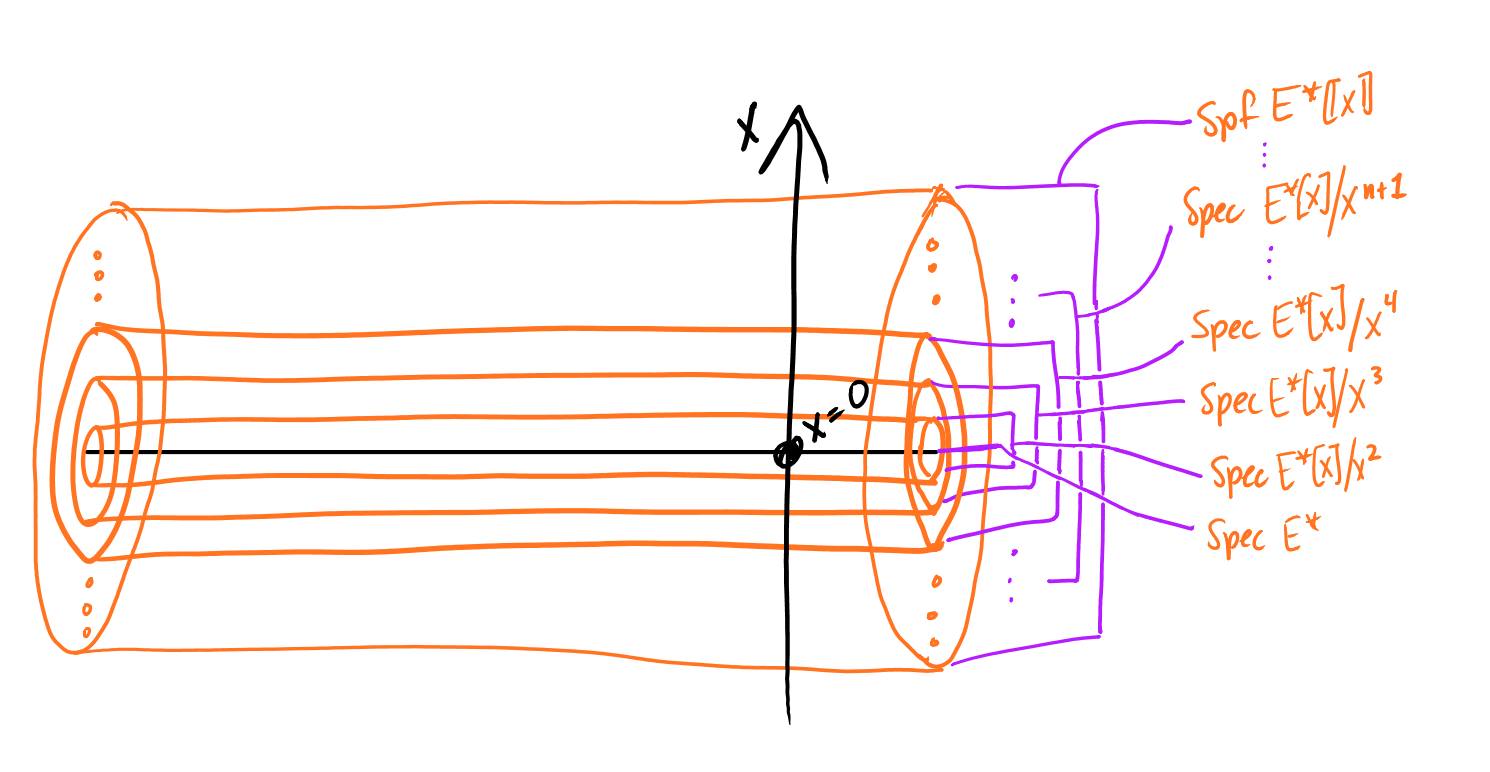 x
x=0
Spf E*[[x]]
⋮
Spec E*[x]/x^{n+1}
⋮
Spec E*[x]/x^4
Spec E*[x]/x^3
Spec E*[x]/x^2
Spec E*